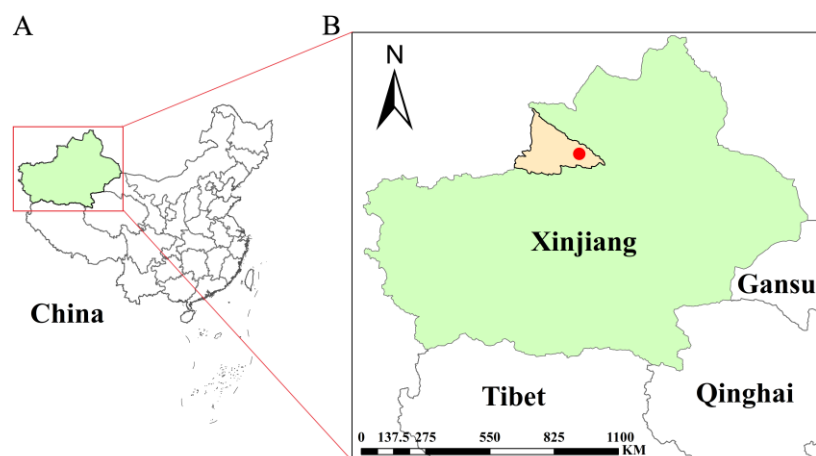 A
B
N
Xinjiang
Gansu
China
Tibet
Qinghai
0 137.5 275 550 825 1100
KM